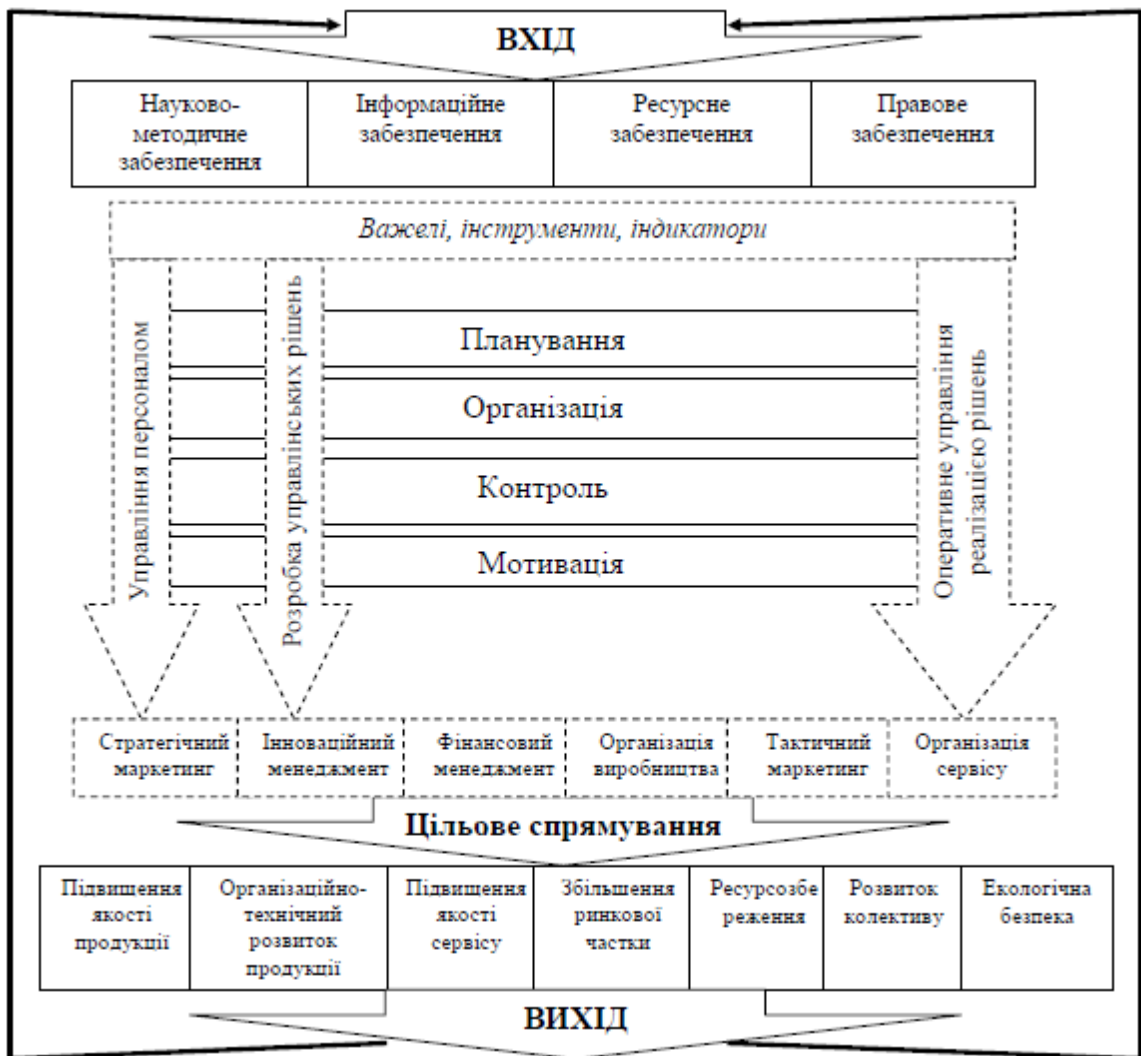 ВХІД
Науково-
методичне
забезпечення
Інформаційне
забезпечення
Ресурсне
забезпечення
Правове
забезпечення
Важелі, інструменти, індикатори
Управління персоналом
Розробка управлінських рішень
Планування
Організація
Контроль
Мотивація
Оперативне управління
реалізацією рішень
Стратегічний
маркетинг
Інноваційний
менеджмент
Фінансовий
менеджмент
Організація
виробництва
Тактичний
маркетинг
Організація
сервісу
Цільове спрямування
Підвищення
якості
продукції
Організаційно-
технічний
розвиток
продукції
Підвищення
якості
сервісу
Збільшення
ринкової
частки
Ресурсозбе
реження
Розвиток
колективу
Екологічна
безпека
ВИХІД